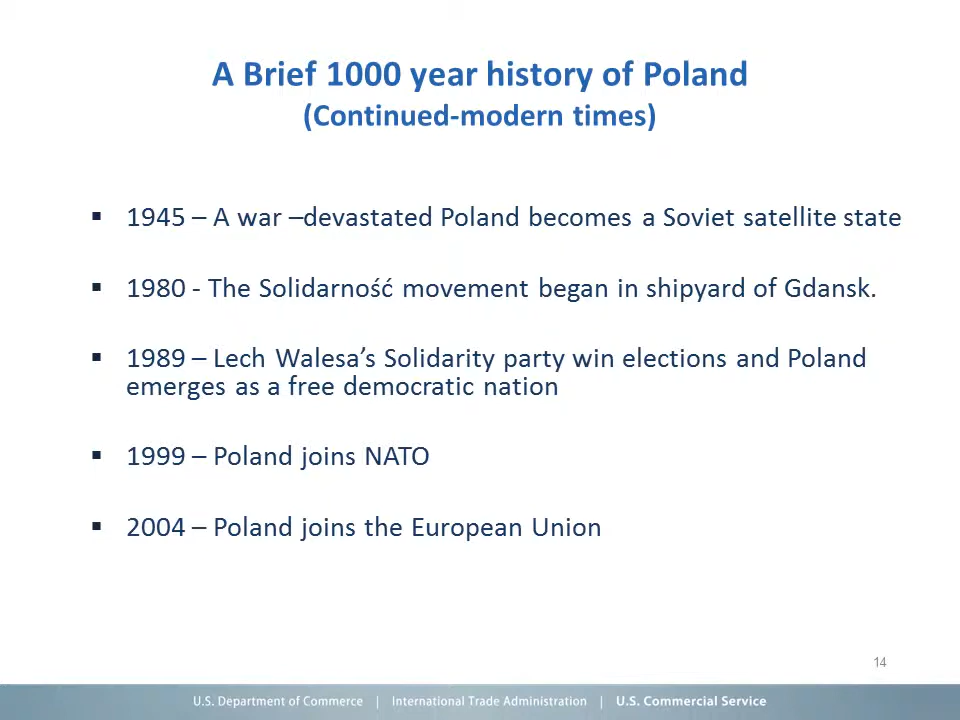 A Brief 1000 year history of Poland
(Continued-modern times)
▪ 1945 – A war –devastated Poland becomes a Soviet satellite state
▪ 1980 - The Solidarność movement began in shipyard of Gdansk.
▪ 1989 – Lech Walesa’s Solidarity party win elections and Poland
emerges as a free democratic nation
▪ 1999 – Poland joins NATO
▪ 2004 – Poland joins the European Union
14
U.S. Department of Commerce | International Trade Administration | U.S. Commercial Service